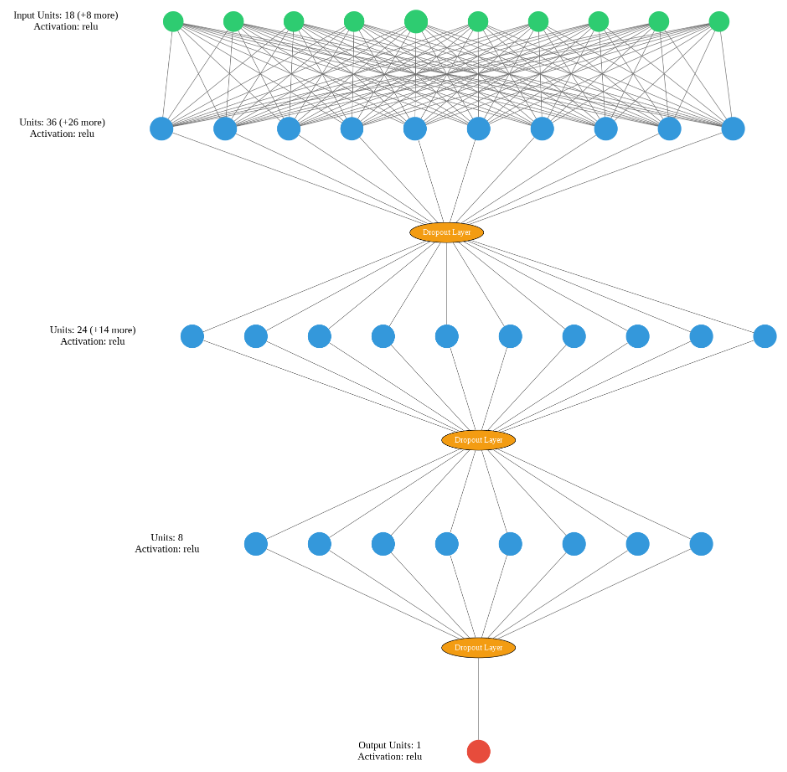 Input Units: 18 (+8 more)
Activation: relu
Units: 36 (+26 more)
Activation: relu
Dropout Layer
Units: 24 (+14 more)
Activation: relu
Dropout Layer
Units: 8
Activation: relu
Dropout Layer
Output Units: 1
Activation: relu